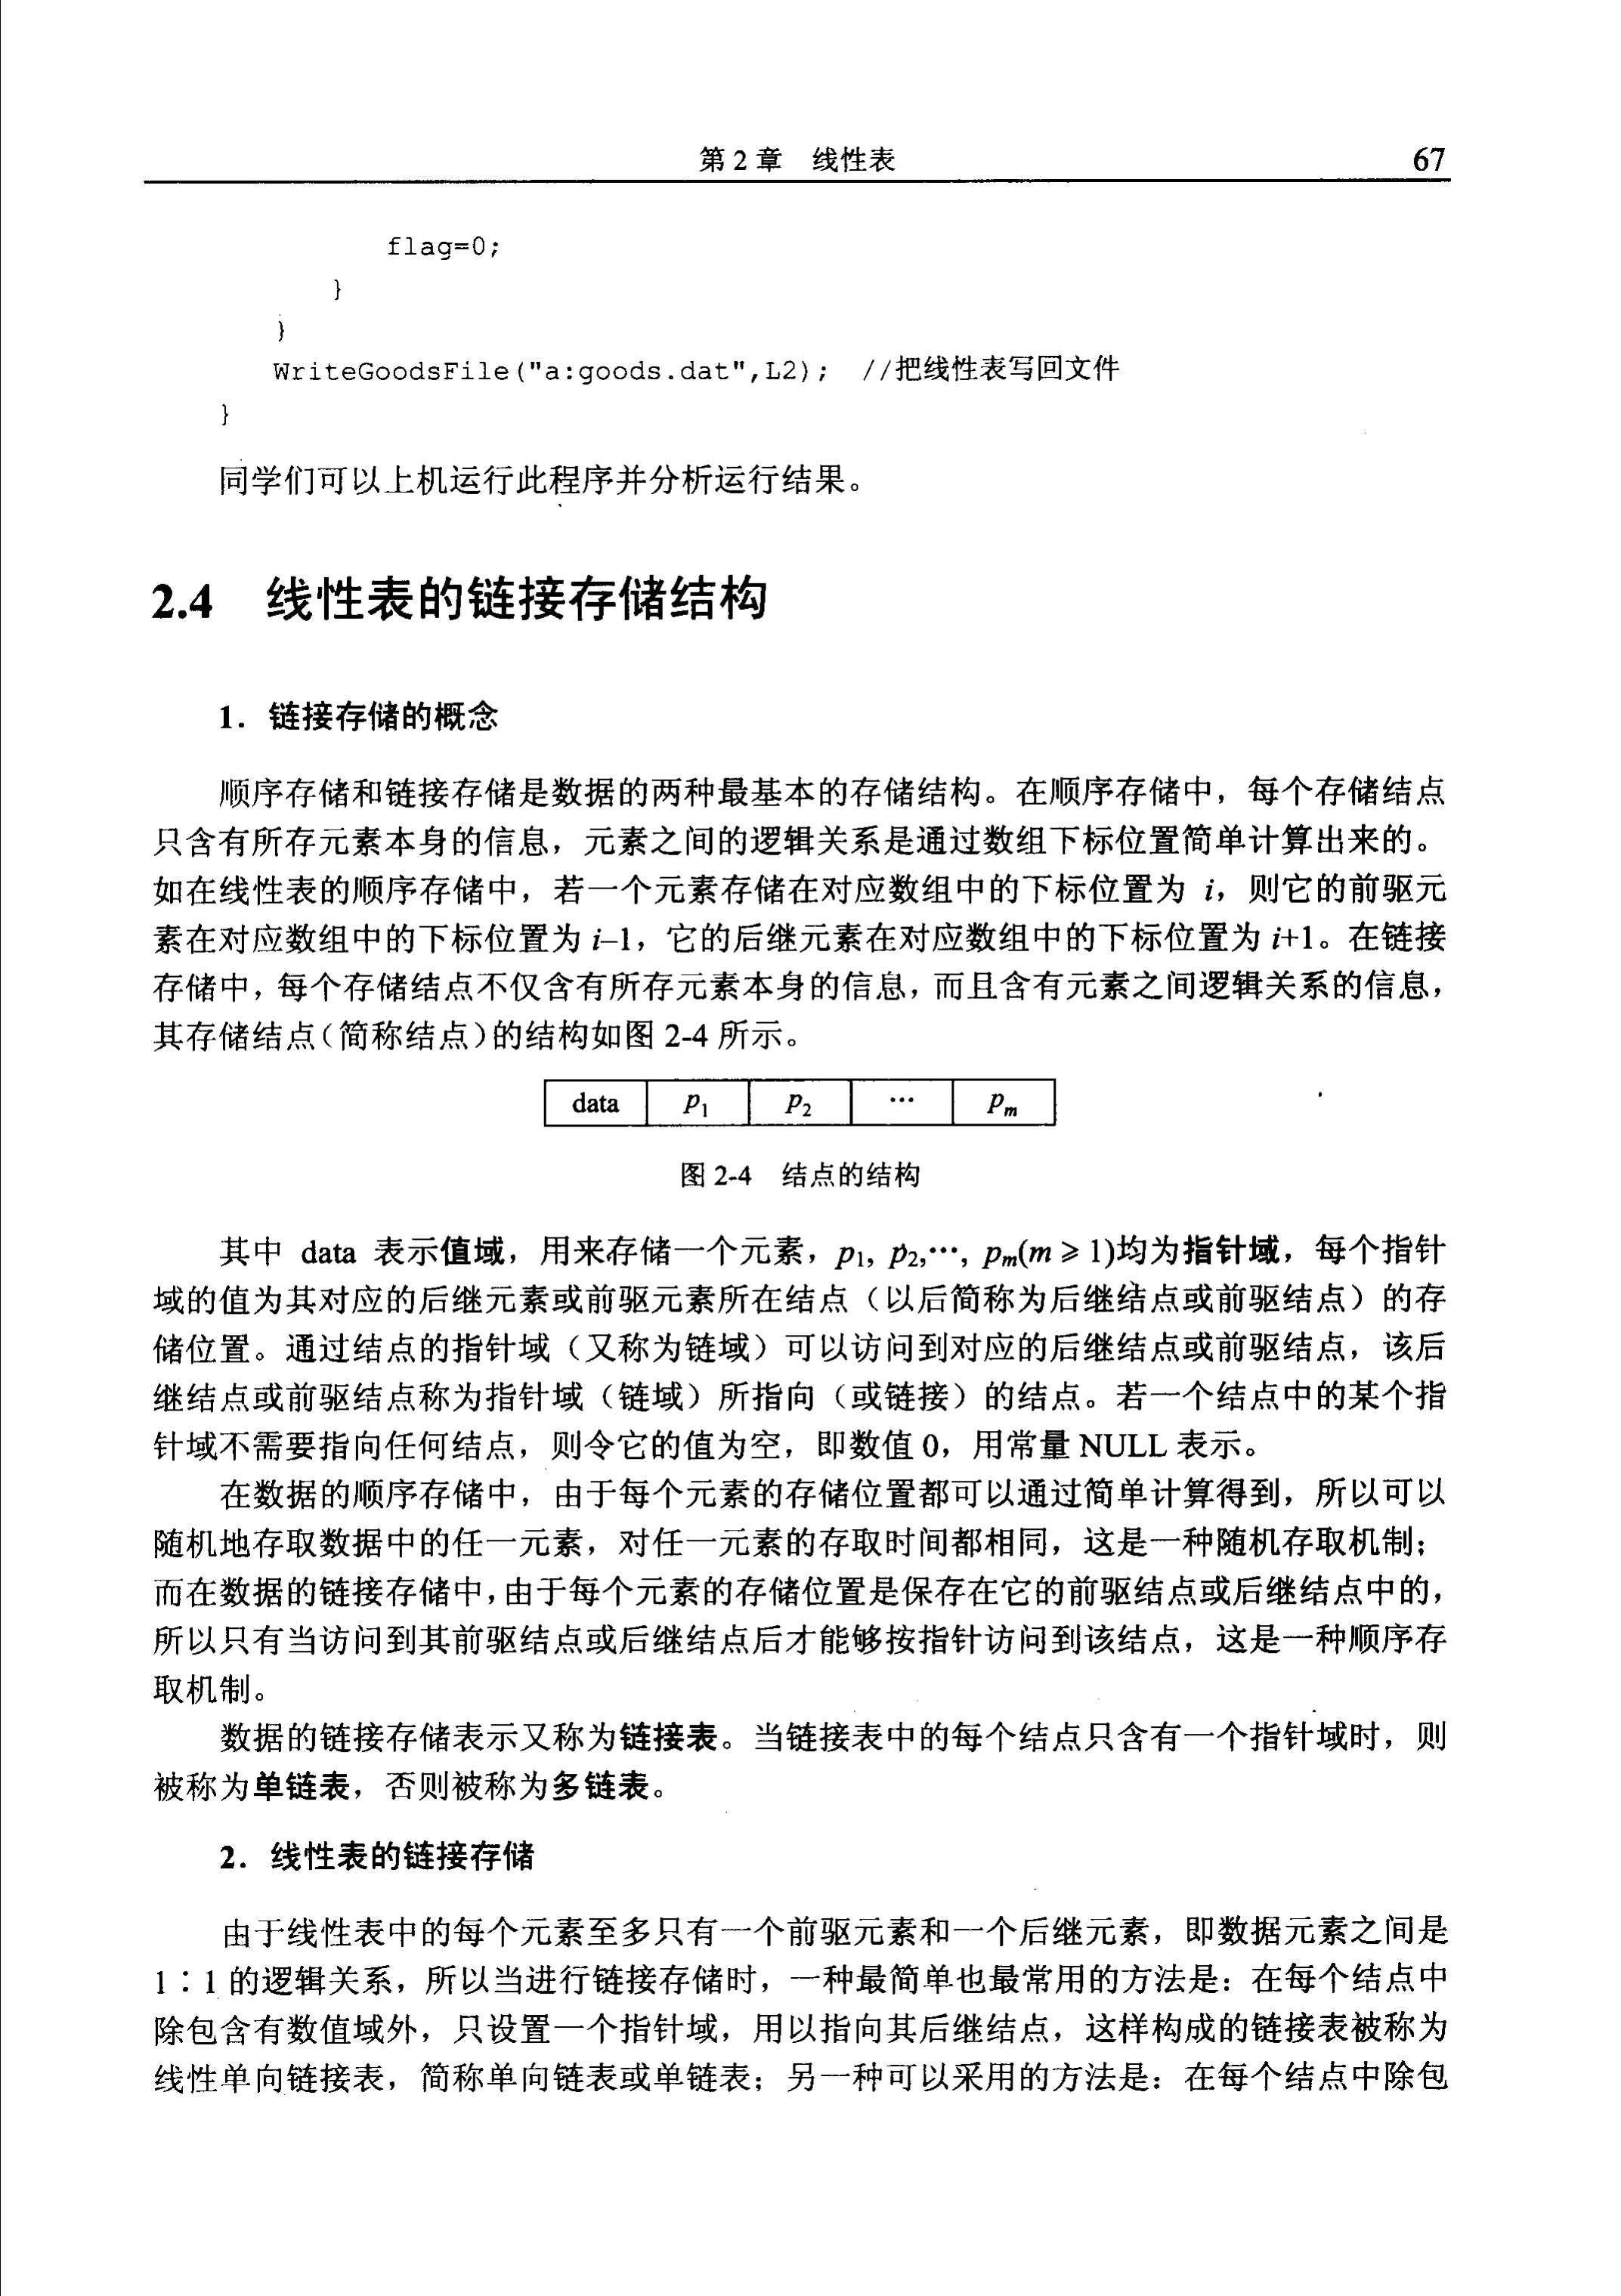 第 2 章　线性表
67
flag=0;
}
}
WriteGoodsFile("a:goods.dat",L2);　//把线性表写回文件
}
同学们可以上机运行此程序并分析运行结果。
2.4　线性表的链接存储结构
1．链接存储的概念
顺序存储和链接存储是数据的两种最基本的存储结构。在顺序存储中，每个存储结点
只含有所存元素本身的信息，元素之间的逻辑关系是通过数组下标位置简单计算出来的。
如在线性表的顺序存储中，若一个元素存储在对应数组中的下标位置为 i，则它的前驱元
素在对应数组中的下标位置为 i–1，它的后继元素在对应数组中的下标位置为 i+1。在链接
存储中，每个存储结点不仅含有所存元素本身的信息，而且含有元素之间逻辑关系的信息，
其存储结点（简称结点）的结构如图 2-4 所示。
data　p₁　p₂　…　pₘ
图 2-4　结点的结构
其中 data 表示值域，用来存储一个元素，p₁, p₂,…, pₘ(m ≥ 1)均为指针域，每个指针
域的值为其对应的后继元素或前驱元素所在结点（以后简称为后继结点或前驱结点）的存
储位置。通过结点的指针域（又称为链域）可以访问到对应的后继结点或前驱结点，该后
继结点或前驱结点称为指针域（链域）所指向（或链接）的结点。若一个结点中的某个指
针域不需要指向任何结点，则令它的值为空，即数值 0，用常量 NULL 表示。
在数据的顺序存储中，由于每个元素的存储位置都可以通过简单计算得到，所以可以
随机地存取数据中的任一元素，对任一元素的存取时间都相同，这是一种随机存取机制；
而在数据的链接存储中，由于每个元素的存储位置是保存在它的前驱结点或后继结点中的，
所以只有当访问到其前驱结点或后继结点后才能够按指针访问到该结点，这是一种顺序存
取机制。
数据的链接存储表示又称为链接表。当链接表中的每个结点只含有一个指针域时，则
被称为单链表，否则被称为多链表。
2．线性表的链接存储
由于线性表中的每个元素至多只有一个前驱元素和一个后继元素，即数据元素之间是
1∶1 的逻辑关系，所以当进行链接存储时，一种最简单也最常用的方法是：在每个结点中
除包含有数值域外，只设置一个指针域，用以指向其后继结点，这样构成的链接表被称为
线性单向链接表，简称单向链表或单链表；另一种可以采用的方法是：在每个结点中除包